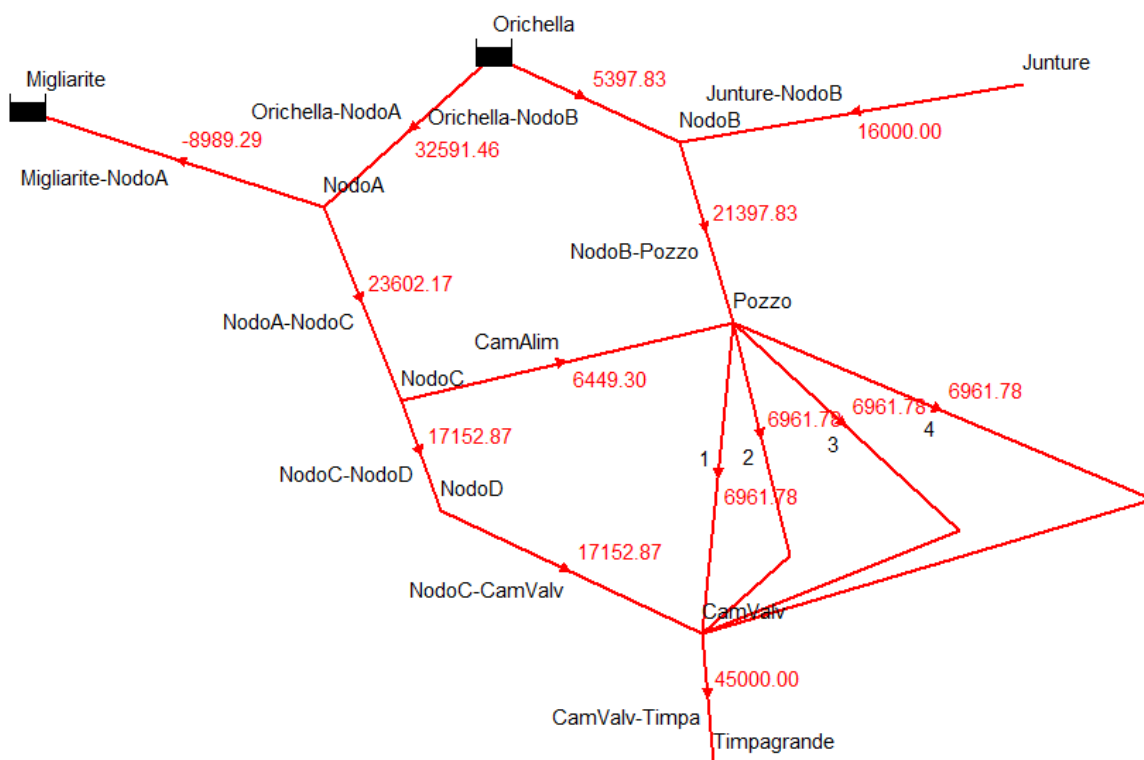 Orichella
Migliarite
Junture
5397.83
Orichella-NodoA
Orichella-NodoB
Junture-NodoB
NodoB
16000.00
-8989.29
32591.46
Migliarite-NodoA
NodoA
21397.83
NodoB-Pozzo
23602.17
Pozzo
NodoA-NodoC
CamAlim
NodoC
6449.30
6961.78
6961.78
6961.78
4
3
17152.87
1
2
NodoC-NodoD
NodoD
6961.78
17152.87
NodoC-CamValv
CamValv
45000.00
CamValv-Timpa
Timpagrande